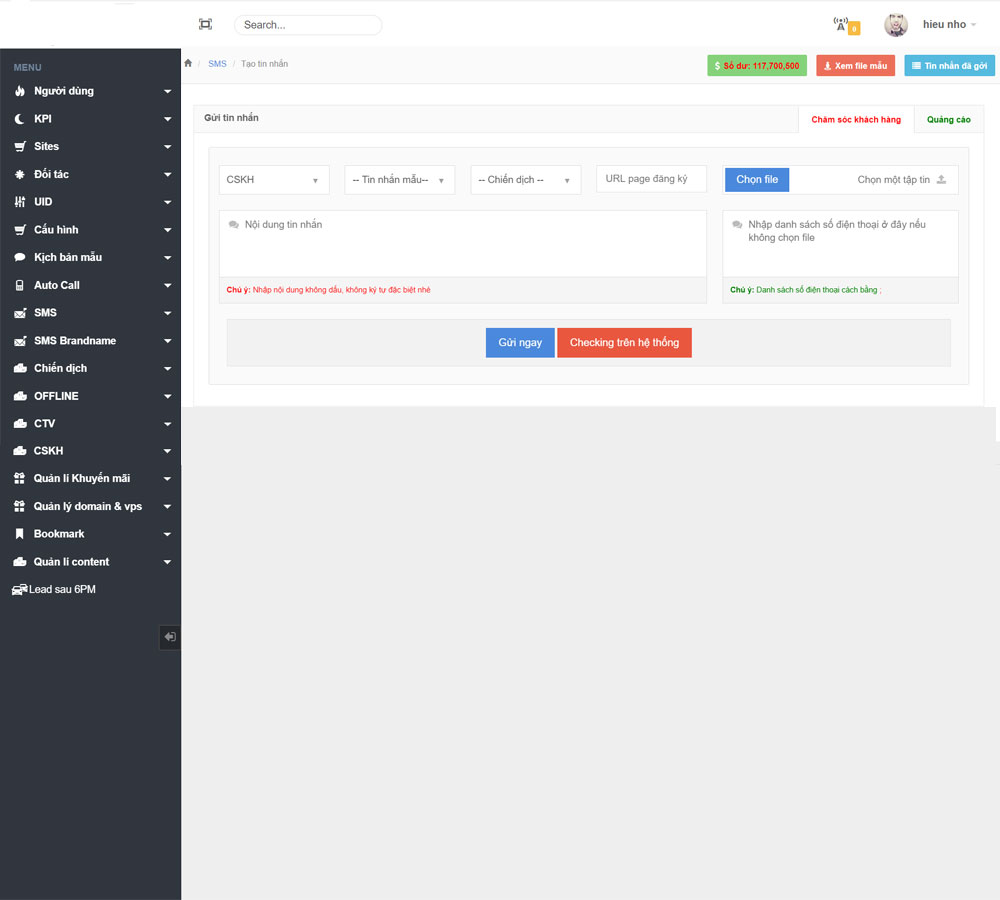 Search...
0
hieu nho
MENU
Người dùng
KPI
Sites
Đối tác
UID
Cấu hình
Kịch bản mẫu
Auto Call
SMS
SMS Brandname
Chiến dịch
OFFLINE
CTV
CSKH
Quản lí Khuyến mãi
Quản lý domain & vps
Bookmark
Quản lí content
Lead sau 6PM
/ SMS / Tạo tin nhắn
$ Số dư: 117,700,500
Xem file mẫu
Tin nhắn đã gởi
Gửi tin nhắn
Chăm sóc khách hàng
Quảng cáo
CSKH
-- Tin nhắn mẫu--
-- Chiến dịch --
URL page đăng ký
Chọn file
Chọn một tập tin
Nội dung tin nhắn
Nhập danh sách số điện thoại ở đây nếu
không chọn file
Chú ý: Nhập nội dung không dấu, không ký tự đặc biệt nhé
Chú ý: Danh sách số điện thoại cách bằng ;
Gửi ngay
Checking trên hệ thống